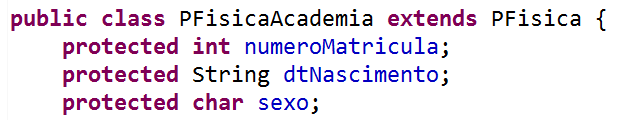 public class PFisicaAcademia extends PFisica {
protected int numeroMatricula;
protected String dtNascimento;
protected char sexo;